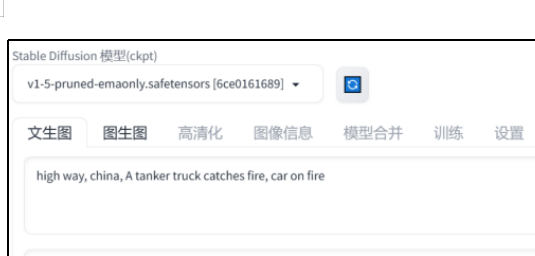 Stable Diffusion 模型(ckpt)
v1-5-pruned-emaonly.safetensors [6ce0161689]
文生图 图生图 高清化 图像信息 模型合并 训练 设置
high way, china, A tanker truck catches fire, car on fire